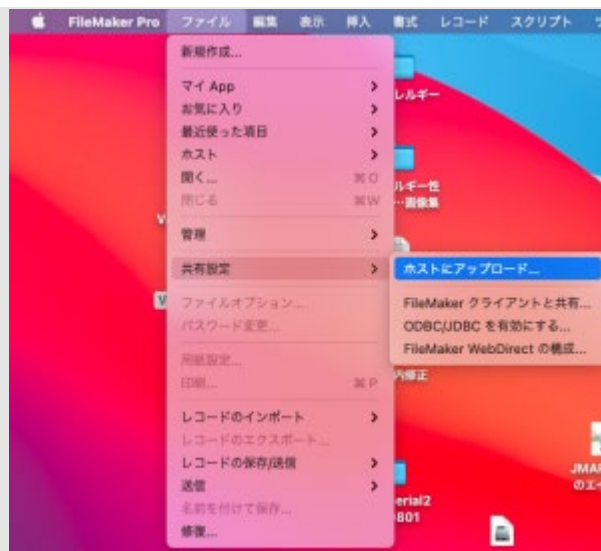 FileMaker Pro ファイル 編集 表示 挿入 書式 レコード スクリプト
新規作成...
マイ App
お気に入り
最近使った項目
ホスト
開く... ⌘O
閉じる ⌘W
管理
共有設定
ホストにアップロード...
FileMaker クライアントと共有...
ODBC/JDBC を有効にする...
FileMaker WebDirect の構成...
ファイルオプション...
パスワード変更...
用紙設定...
印刷... ⌘P
レコードのインポート
レコードのエクスポート...
レコードの保存/送信
送信
名前を付けて保存...
修復...
レルギー
ルギー性
…画像集
V
V
内修正
JMAR
のエイ
erial2
0801